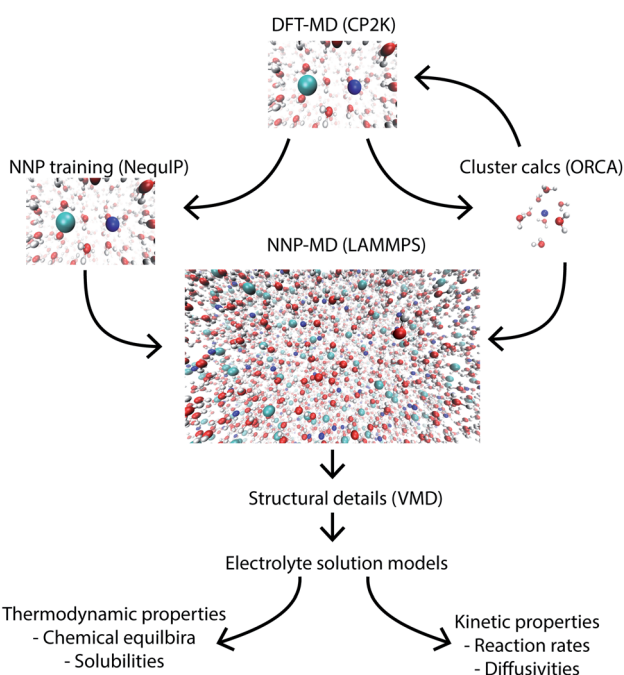 DFT-MD (CP2K)
NNP training (NequIP)
Cluster calcs (ORCA)
NNP-MD (LAMMPS)
Structural details (VMD)
Electrolyte solution models
Thermodynamic properties
- Chemical equilbira
- Solubilities
Kinetic properties
- Reaction rates
- Diffusivities